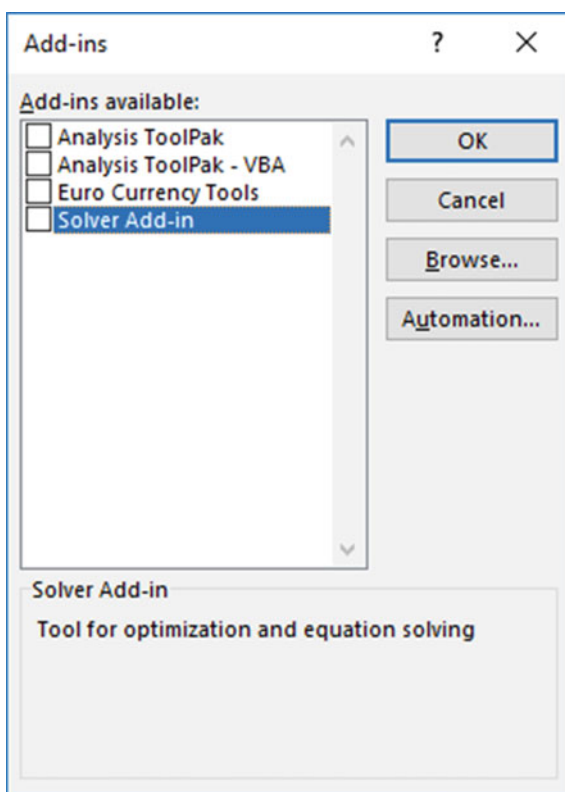 Add-ins ?
Add-ins available:
Analysis ToolPak
Analysis ToolPak - VBA
Euro Currency Tools
Solver Add-in
OK
Cancel
Browse...
Automation...
Solver Add-in
Tool for optimization and equation solving